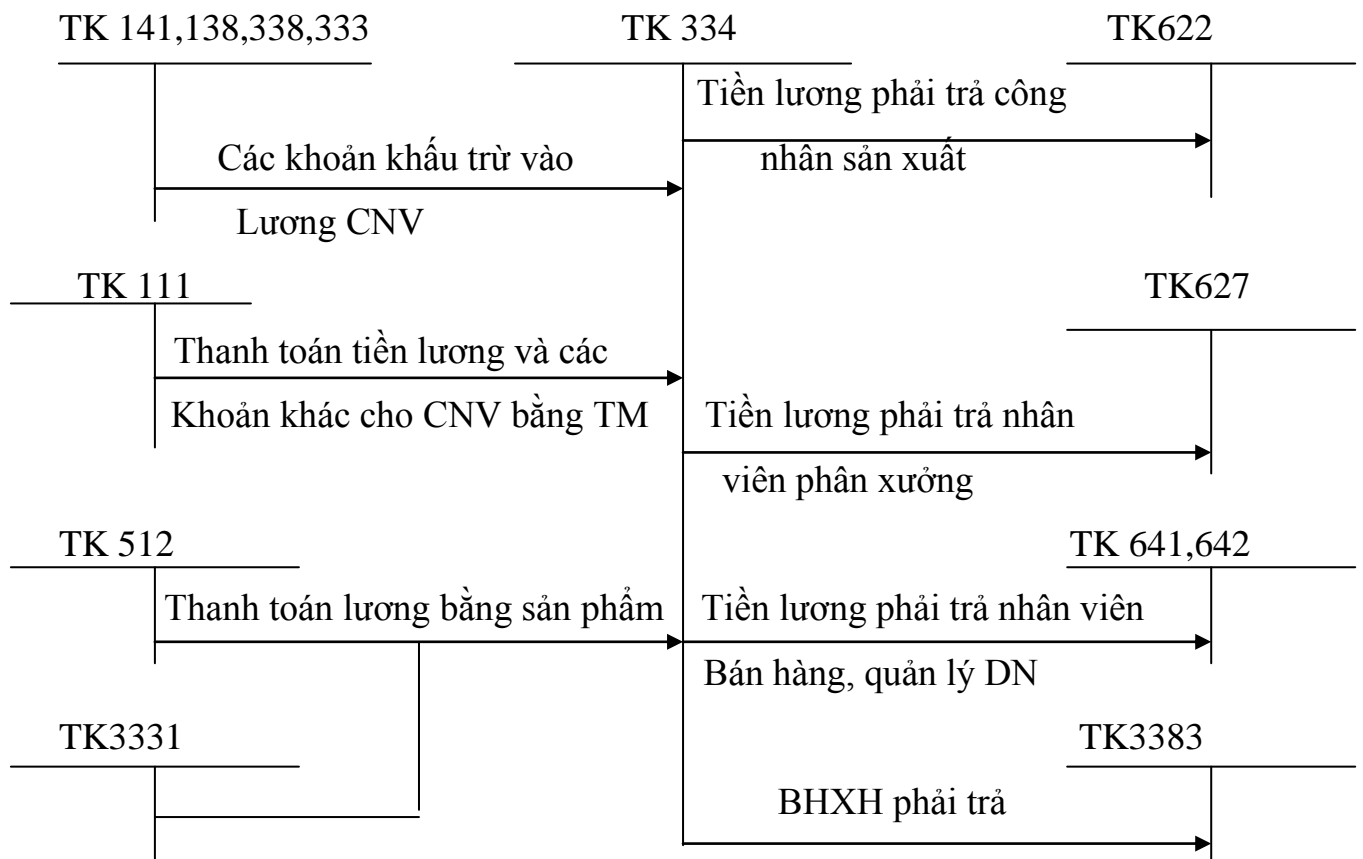 TK 141,138,338,333
TK 334
TK622
Tiền lương phải trả công
nhân sản xuất
Các khoản khấu trừ vào
Lương CNV
TK 111
TK627
Thanh toán tiền lương và các
Khoản khác cho CNV bằng TM
Tiền lương phải trả nhân
viên phân xưởng
TK 512
TK 641,642
Thanh toán lương bằng sản phẩm
Tiền lương phải trả nhân viên
Bán hàng, quản lý DN
TK3331
TK3383
BHXH phải trả